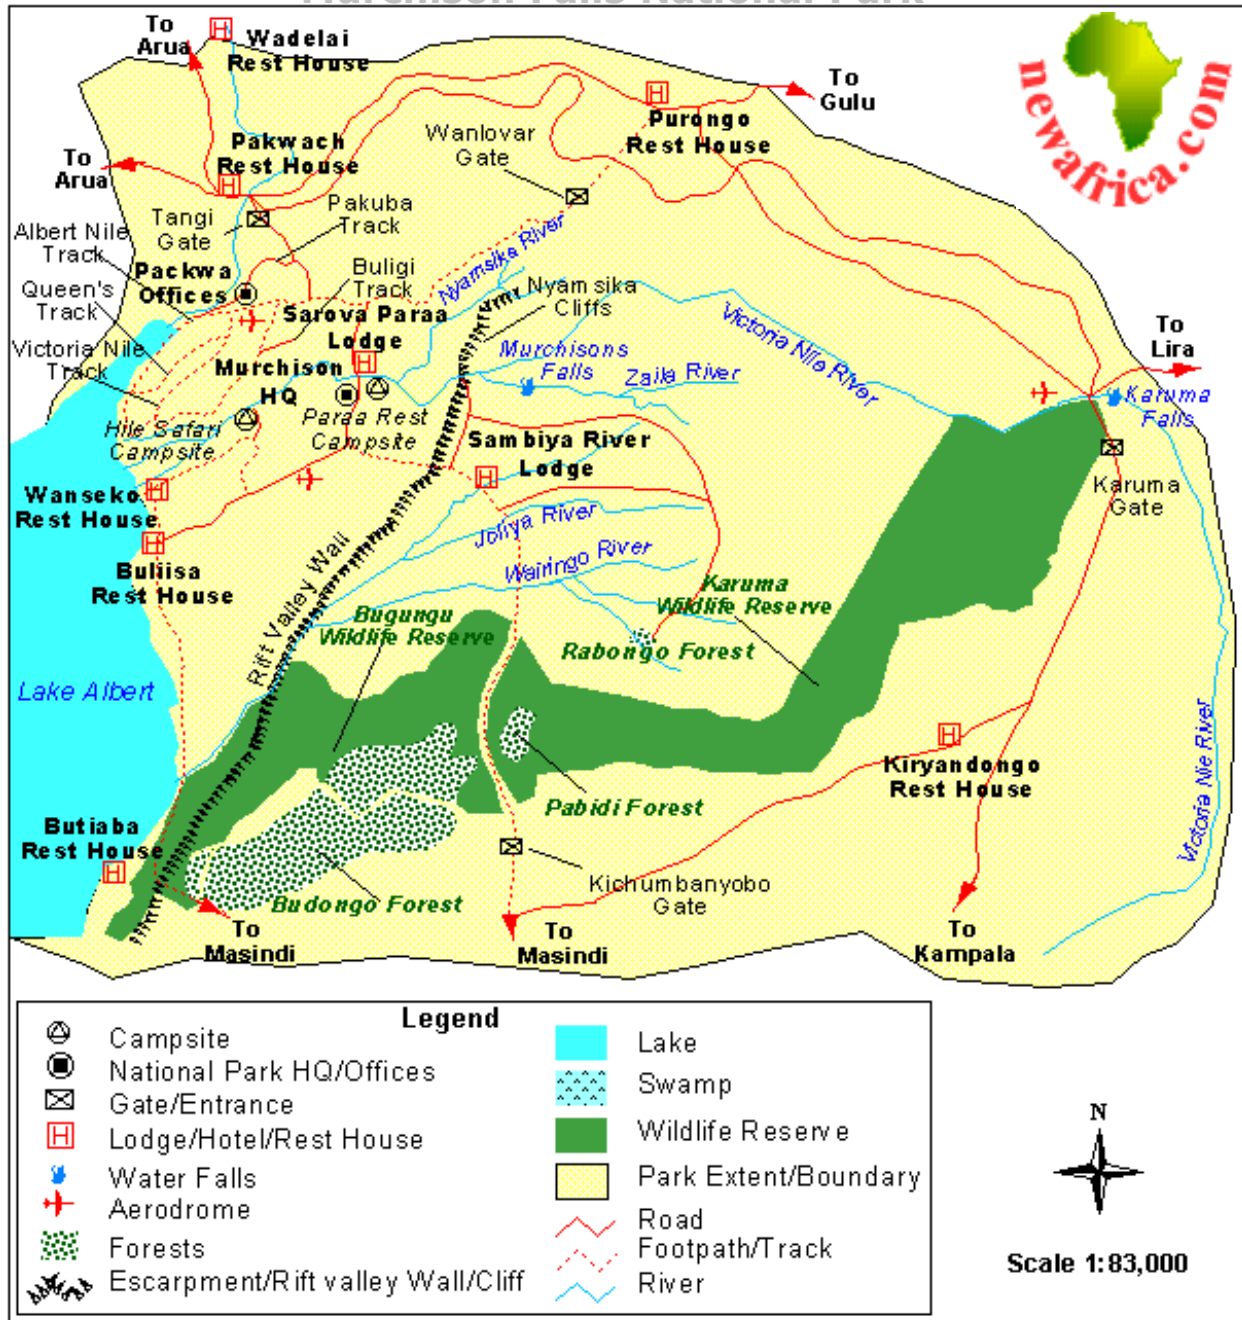 Murchison Falls National Park
To
Arua
Wadelai
Rest House
newafrica.com
To
Gulu
Wanlovar
Gate
Purongo
Rest House
Pakwach
Rest House
To
Arua
Tangi
Gate
Pakuba
Track
Albert Nile
Track
Nyamsika River
Packwa
Offices
Buligi
Track
Nyamsika
Cliffs
Queen's
Track
Sarova Paraa
Lodge
Victoria Nile River
To
Lira
Victoria Nile
Track
Murchison
HQ
Murchisons
Falls
Zaila River
Karuma
Falls
Hile Safari
Campsite
Paraa Rest
Campsite
Sambiya River
Lodge
Karuma
Gate
Wanseko
Rest House
Joliya River
Wairingo River
Buliisa
Rest House
Rift Valley Wall
Karuma
Wildlife Reserve
Bugungu
Wildlife Reserve
Rabongo Forest
Lake Albert
Victoria Nie River
Kiryandongo
Rest House
Pabidi Forest
Butiaba
Rest House
Kichumbanyobo
Gate
Budongo Forest
To
Masindi
To
Masindi
To
Kampala
Legend
Campsite
National Park HQ/Offices
Gate/Entrance
Lodge/Hotel/Rest House
Water Falls
Aerodrome
Forests
Escarpment/Rift valley Wall/Cliff
Lake
Swamp
Wildlife Reserve
Park Extent/Boundary
Road
Footpath/Track
River
N
Scale 1:83,000